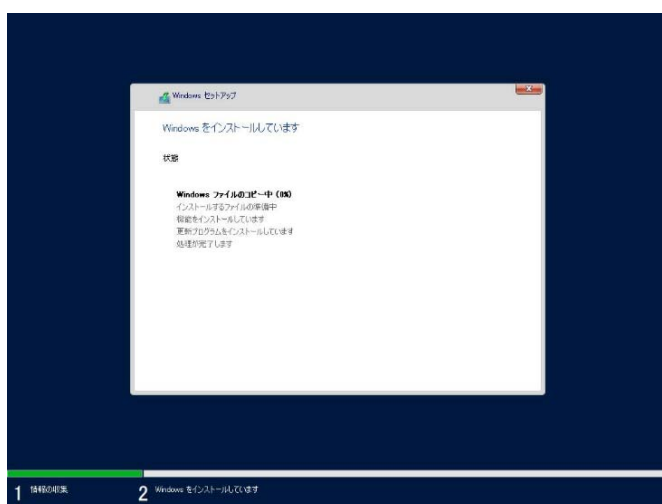 Windows セットアップ
Windows をインストールしています
状態
Windows ファイルのコピー中 (0%)
インストールするファイルの準備中
機能をインストールしています
更新プログラムをインストールしています
処理が完了します
1 情報の収集
2 Windows をインストールしています